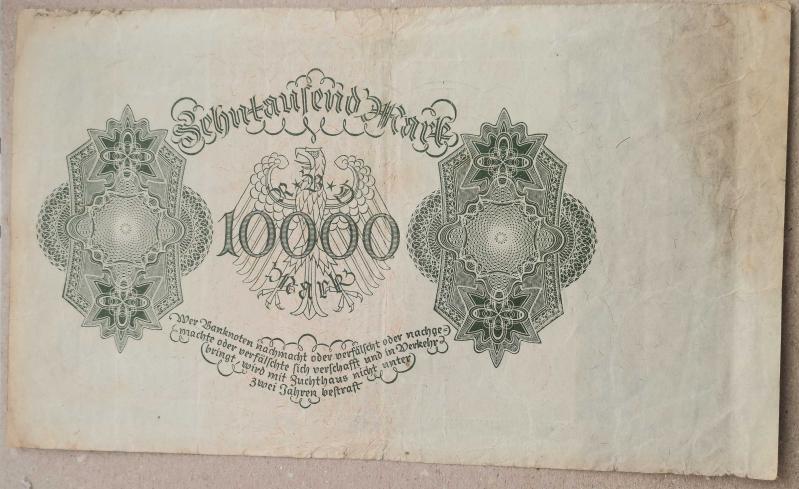 Zehntausend Mark
R·B·D
10000
Mark
Wer Banknoten nachmacht oder verfälscht oder nachge-
machte oder verfälschte sich verschafft und in Verkehr
bringt, wird mit Zuchthaus nicht unter
zwei Jahren bestraft